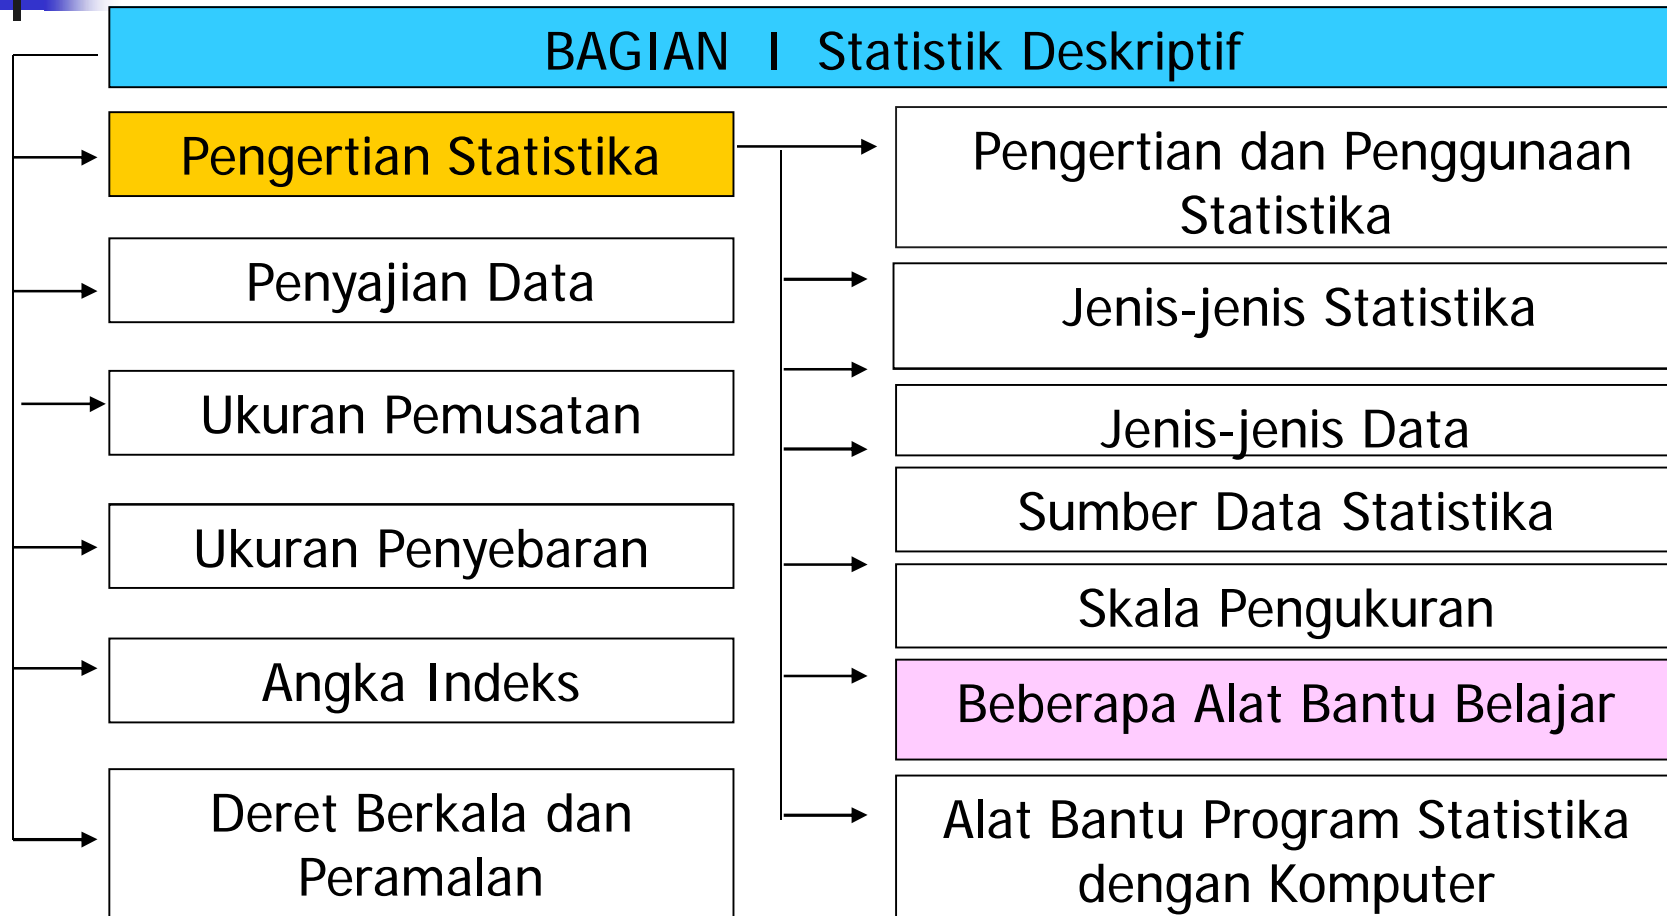 BAGIAN I Statistik Deskriptif
Pengertian Statistika
Penyajian Data
Ukuran Pemusatan
Ukuran Penyebaran
Angka Indeks
Deret Berkala dan
Peramalan
Pengertian dan Penggunaan
Statistika
Jenis-jenis Statistika
Jenis-jenis Data
Sumber Data Statistika
Skala Pengukuran
Beberapa Alat Bantu Belajar
Alat Bantu Program Statistika
dengan Komputer